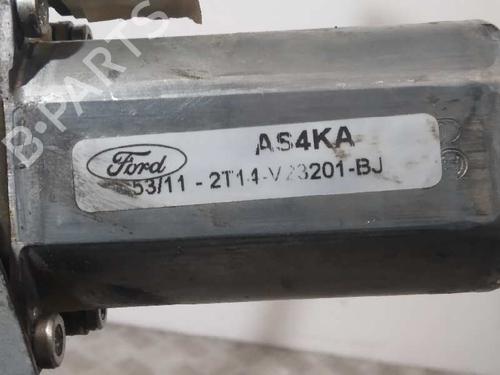 B-PARTS
AS4KA
Ford
53/11 - 2T14-V23201-BJ